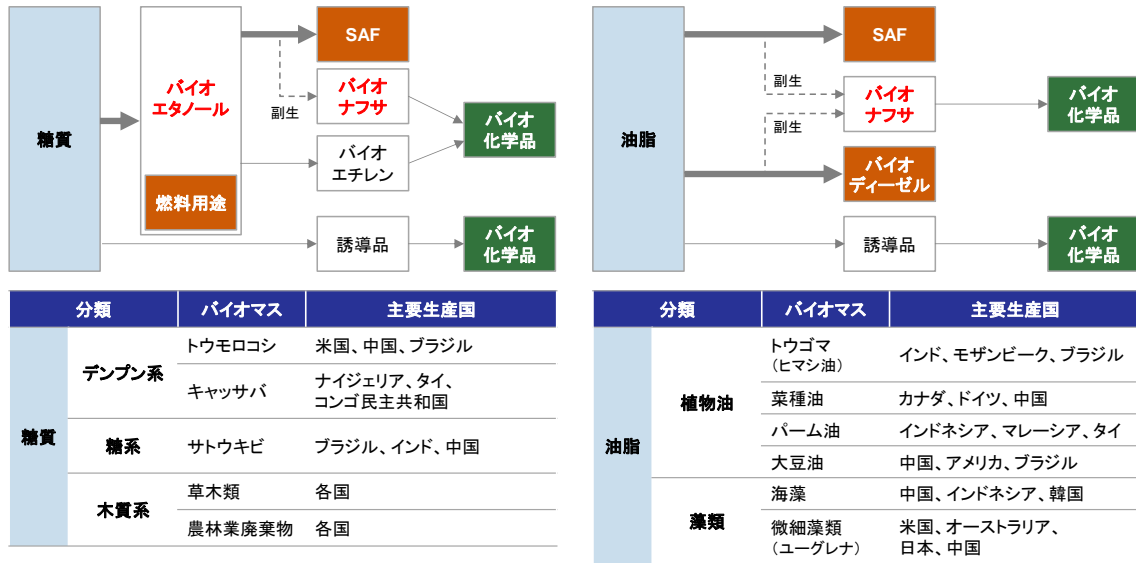 糖質
バイオ
エタノール
燃料用途
SAF
副生
バイオ
ナフサ
バイオ
エチレン
誘導品
バイオ
化学品
バイオ
化学品
油脂
SAF
副生
バイオ
ナフサ
副生
バイオ
ディーゼル
誘導品
バイオ
化学品
バイオ
化学品
分類 バイオマス 主要生産国
糖質
デンプン系
トウモロコシ 米国、中国、ブラジル
キャッサバ
ナイジェリア、タイ、
コンゴ民主共和国
糖系 サトウキビ ブラジル、インド、中国
木質系
草木類 各国
農林業廃棄物 各国
分類 バイオマス 主要生産国
油脂
植物油
トウゴマ
(ヒマシ油)
インド、モザンビーク、ブラジル
菜種油 カナダ、ドイツ、中国
パーム油 インドネシア、マレーシア、タイ
大豆油 中国、アメリカ、ブラジル
藻類
海藻 中国、インドネシア、韓国
微細藻類
(ユーグレナ)
米国、オーストラリア、
日本、中国